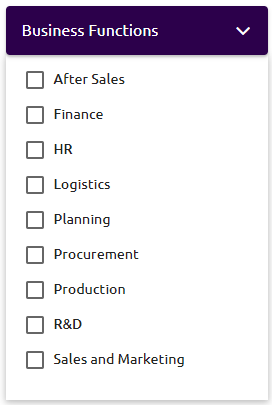 Business Functions
After Sales
Finance
HR
Logistics
Planning
Procurement
Production
R&D
Sales and Marketing